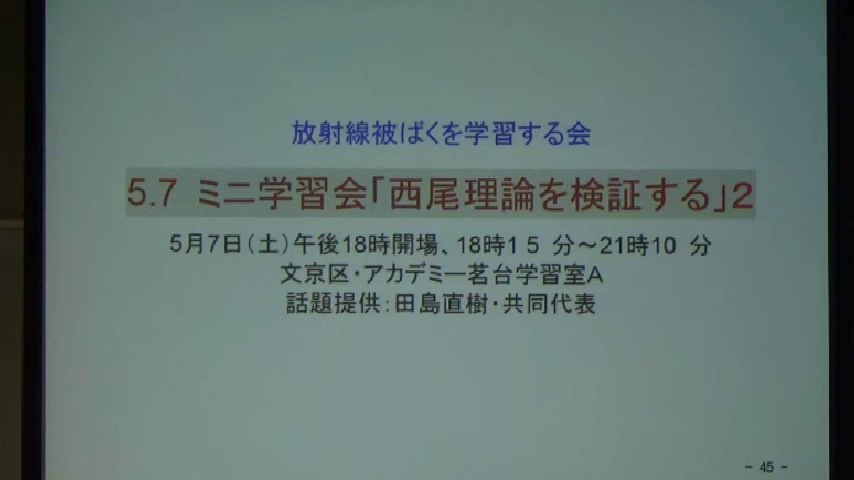 放射線被ばくを学習する会
5.7 ミニ学習会「西尾理論を検証する」2
5月7日(土)午後18時開場、18時15 分~21時10 分
文京区・アカデミー茗台学習室A
話題提供:田島直樹・共同代表
- 45 -